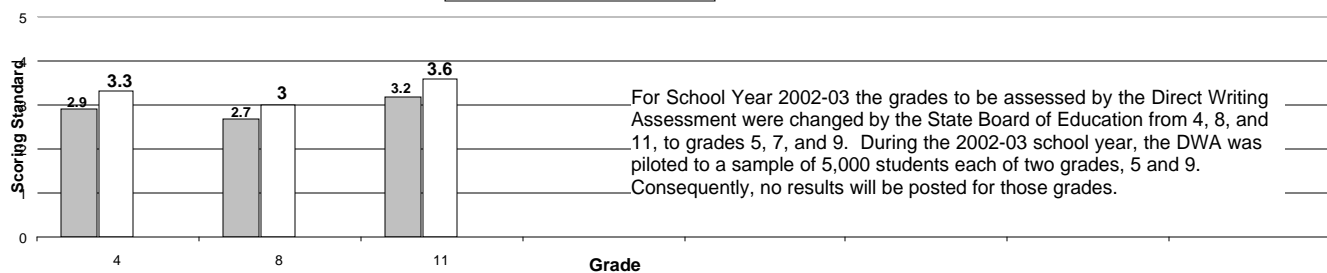 5
4
3
2
1
0
Scoring Standard
2.9
3.3
2.7
3
3.2
3.6
4
8
11
Grade
For School Year 2002-03 the grades to be assessed by the Direct Writing
Assessment were changed by the State Board of Education from 4, 8, and
11, to grades 5, 7, and 9. During the 2002-03 school year, the DWA was
piloted to a sample of 5,000 students each of two grades, 5 and 9.
Consequently, no results will be posted for those grades.